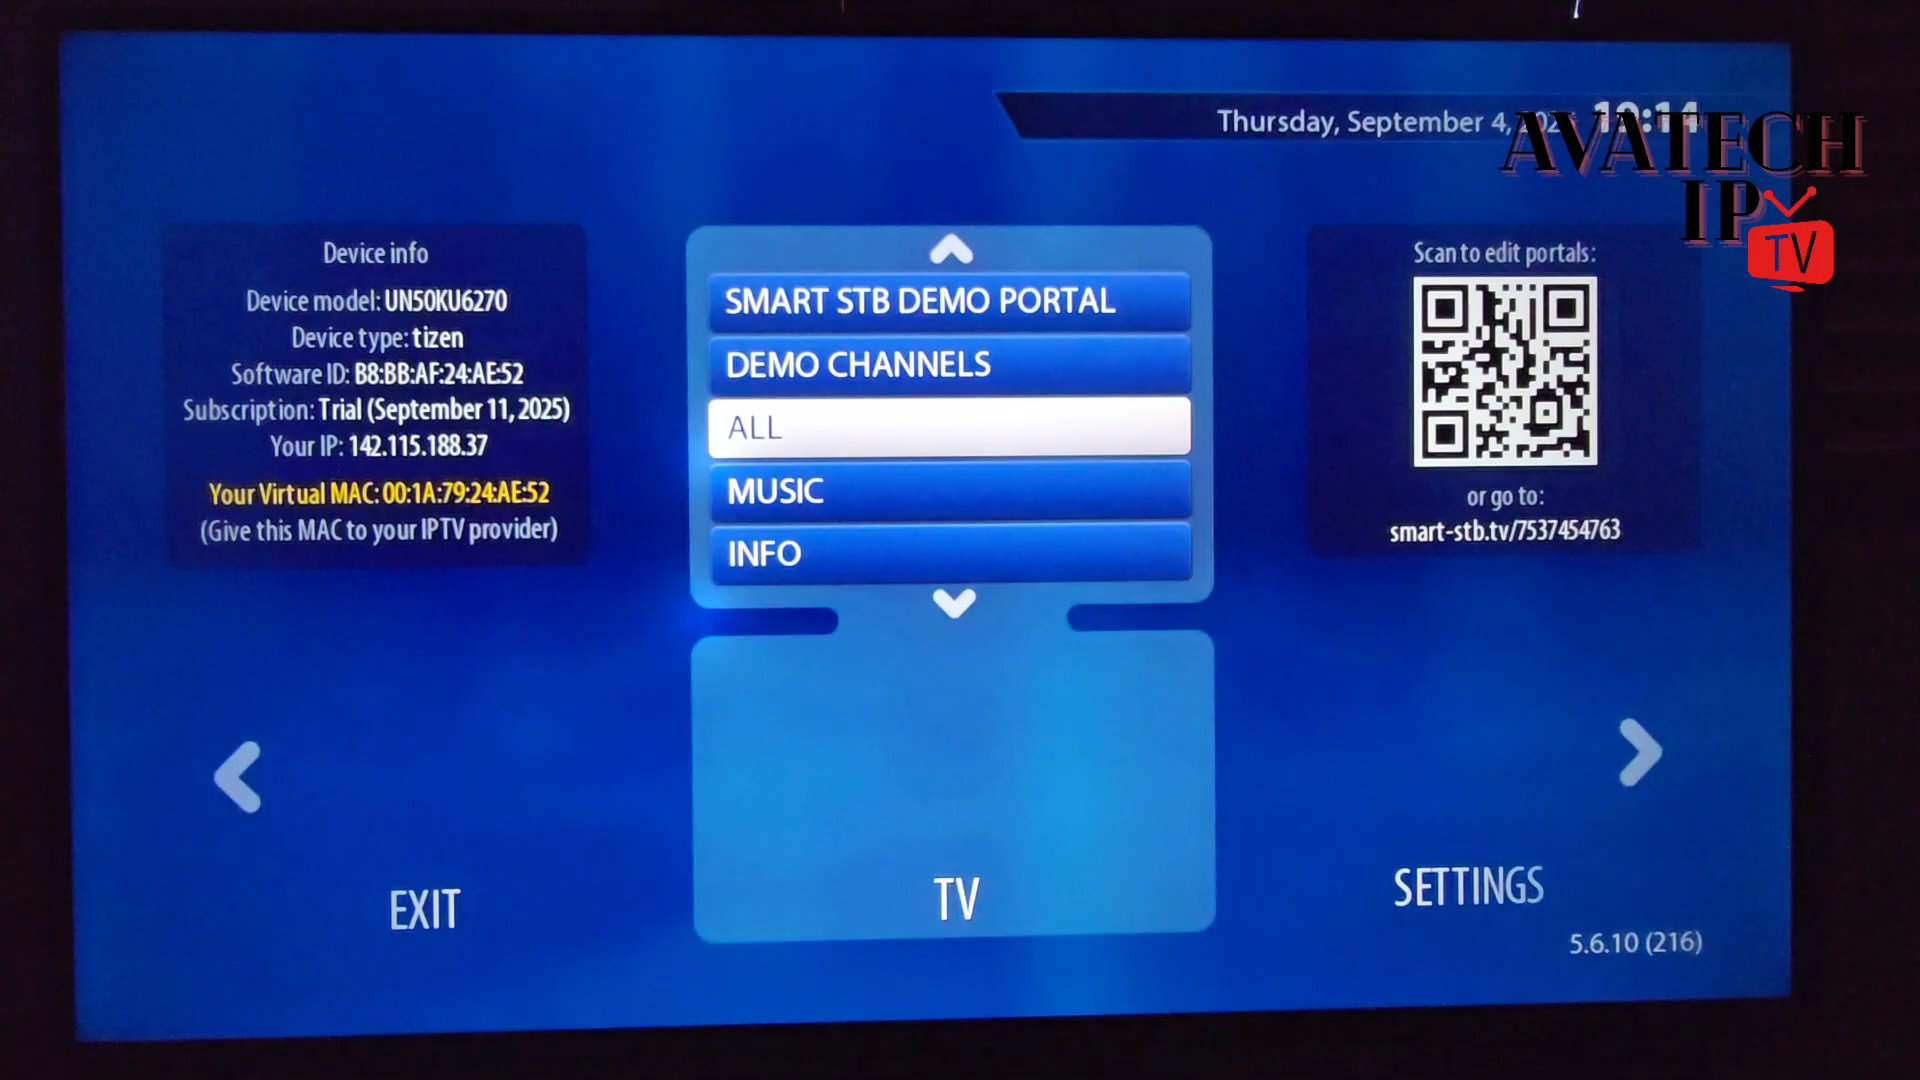 Thursday, September 4,
AVATECH
IP
TV
Device info
Device model: UN50KU6270
Device type: tizen
Software ID: B8:BB:AF:24:AE:52
Subscription: Trial (September 11, 2025)
Your IP: 142.115.188.37
Your Virtual MAC: 00:1A:79:24:AE:52
(Give this MAC to your IPTV provider)
SMART STB DEMO PORTAL
DEMO CHANNELS
ALL
MUSIC
INFO
Scan to edit portals:
or go to:
smart-stb.tv/7537454763
EXIT
TV
SETTINGS
5.6.10 (216)